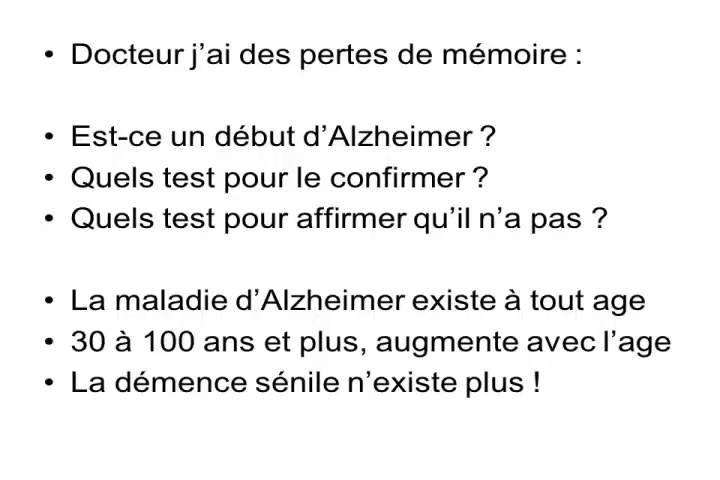 • Docteur j’ai des pertes de mémoire :
• Est-ce un début d’Alzheimer ?
• Quels test pour le confirmer ?
• Quels test pour affirmer qu’il n’a pas ?
• La maladie d’Alzheimer existe à tout age
• 30 à 100 ans et plus, augmente avec l’age
• La démence sénile n’existe plus !